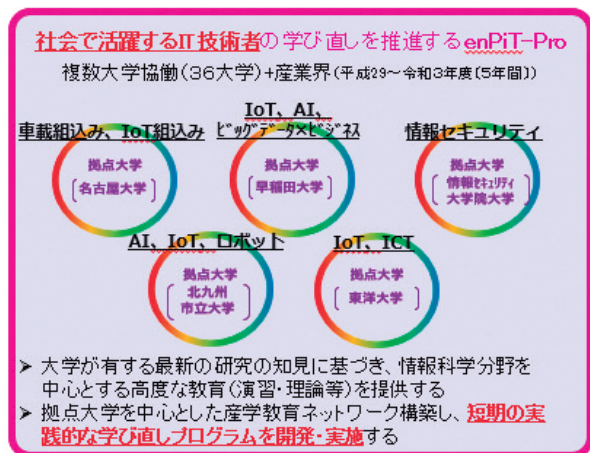 社会で活躍するIT技術者の学び直しを推進するenPiT-Pro
複数大学協働(36大学)+産業界(平成29～令和3年度〔5年間〕)
車載組込み、IoT組込み
拠点大学
[名古屋大学]
IoT、AI、
ビッグデータ×ビジネス
拠点大学
[早稲田大学]
情報セキュリティ
拠点大学
[情報セキュリティ
大学院大学]
AI、IoT、ロボット
拠点大学
[北九州
市立大学]
IoT、ICT
拠点大学
[東洋大学]
➤ 大学が有する最新の研究の知見に基づき、情報科学分野を
中心とする高度な教育(演習・理論等)を提供する
➤ 拠点大学を中心とした産学教育ネットワーク構築し、短期の実
践的な学び直しプログラムを開発・実施する